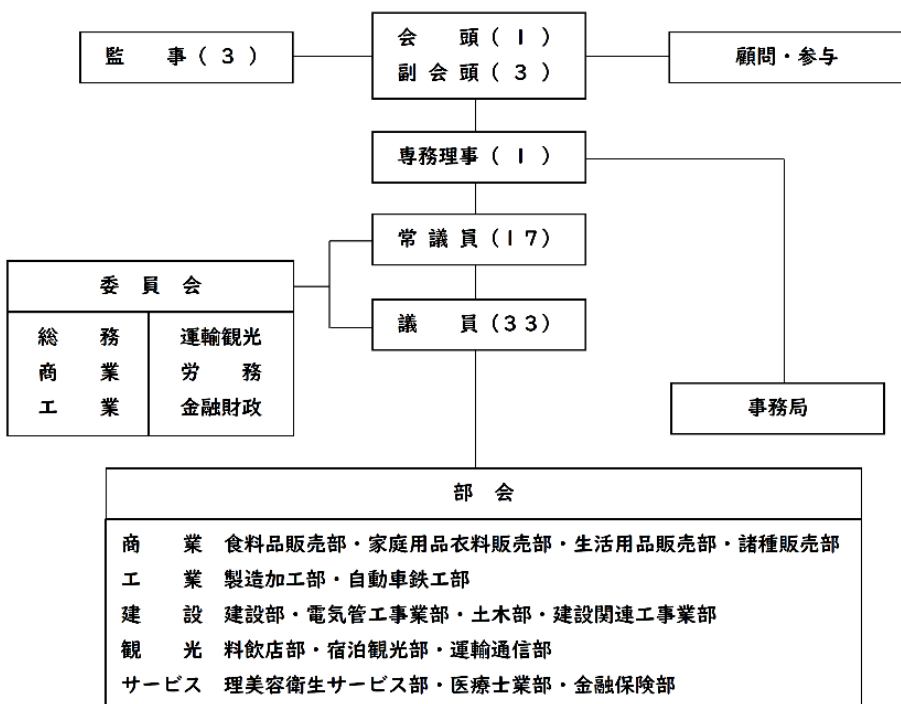 会頭(1)
監事(3)
副会頭(3)
顧問・参与
専務理事(1)
常議員(17)
委員会
議員(33)
総務 運輸観光
商業 労務
工業 金融財政
事務局
部会
商業 食料品販売部・家庭用品衣料販売部・生活用品販売部・諸種販売部
工業 製造加工部・自動車鉄工部
建設 建設部・電気管工事業部・土木部・建設関連工事業部
観光 料飲店部・宿泊観光部・運輸通信部
サービス 理美容衛生サービス部・医療士業部・金融保険部